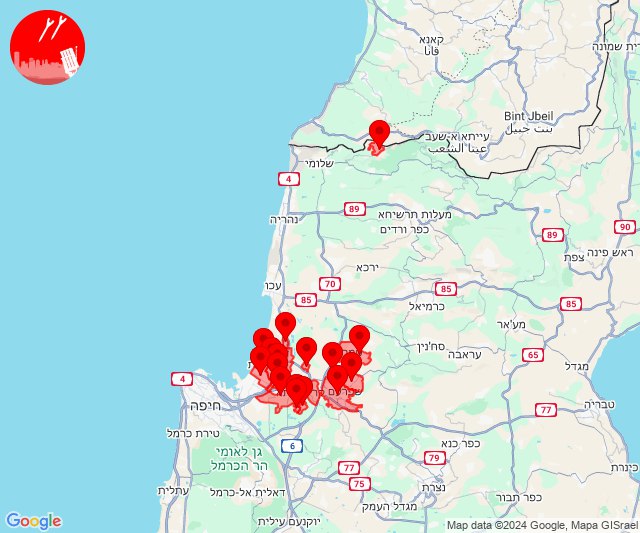 קאנא
قانا
קריית שמונה
Bint Jbeil
بنت جبيل
עייתא א-שעב
عيتا الشعب
שלומי
4
89
נהריה
מעלות תרשיחא
כפר ורדים
90
89
ראש פינה
צפת
ירכא
עכו
70
85
85
כרמיאל
85
מע'אר
סח'נין
עראבה
65
מגדל
4
חיפה
שפרעם
77
טבריה
טירת כרמל
6
כפר כנא
גן לאומי
הר הכרמל
79
77
נצרת
75
כינרת
עתלית
דאלית אל-כרמל
מגדל העמק
כפר תבור
יוקנעם עילית
Google
Map data ©2024 Google, Mapa GISrael